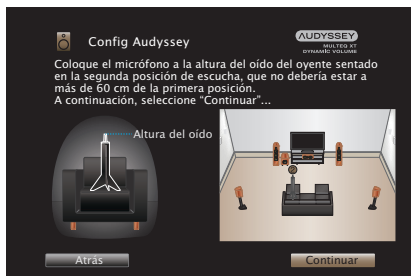 Config Audyssey
AUDYSSEY
MULTEQ XT
DYNAMIC VOLUME
Coloque el micrófono a la altura del oído del oyente sentado
en la segunda posición de escucha, que no debería estar a
más de 60 cm de la primera posición.
A continuación, seleccione “Continuar”...
Altura del oído
Atrás
Continuar